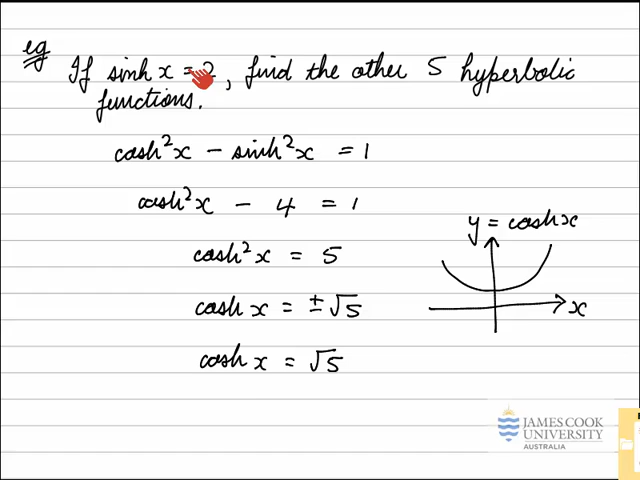 eg
If sinh x = 2, find the other 5 hyperbolic
functions.
cosh²x − sinh²x = 1
cosh²x − 4 = 1
cosh²x = 5
y = cosh x
cosh x = ±√5
x
cosh x = √5
JAMES COOK
UNIVERSITY
AUSTRALIA